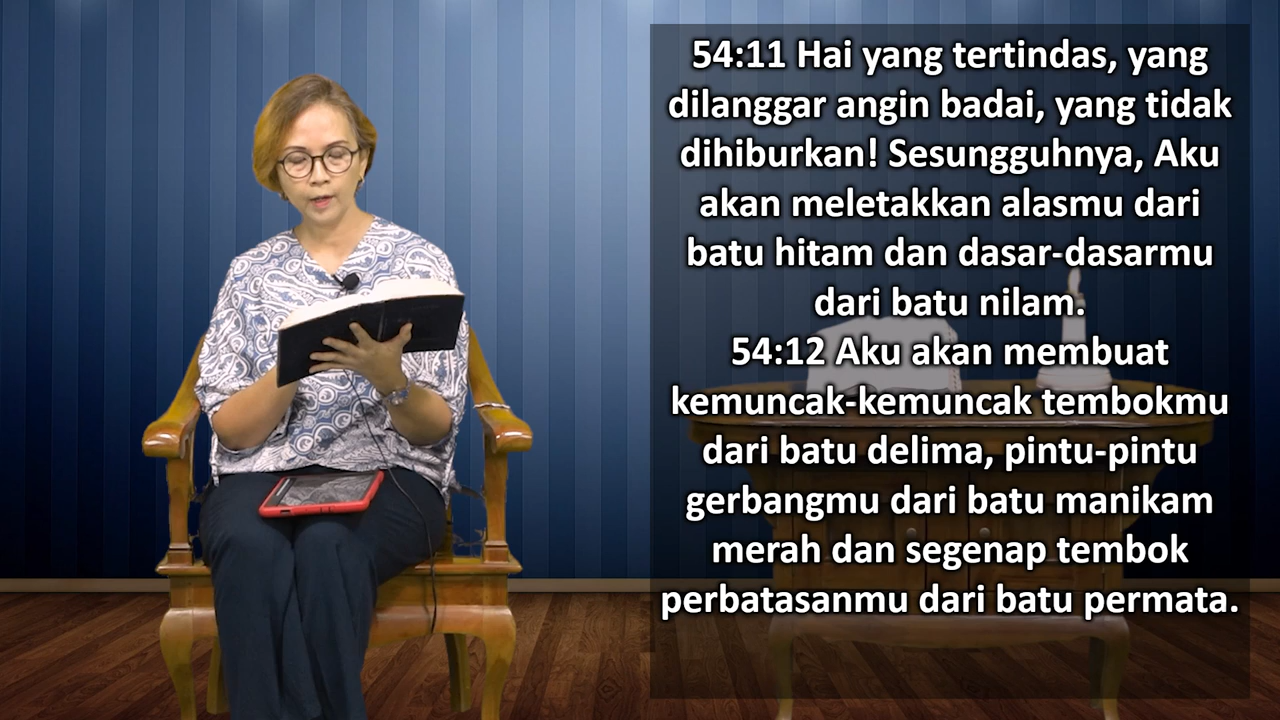 54:11 Hai yang tertindas, yang
dilanggar angin badai, yang tidak
dihiburkan! Sesungguhnya, Aku
akan meletakkan alasmu dari
batu hitam dan dasar-dasarmu
dari batu nilam.
54:12 Aku akan membuat
kemuncak-kemuncak tembokmu
dari batu delima, pintu-pintu
gerbangmu dari batu manikam
merah dan segenap tembok
perbatasanmu dari batu permata.